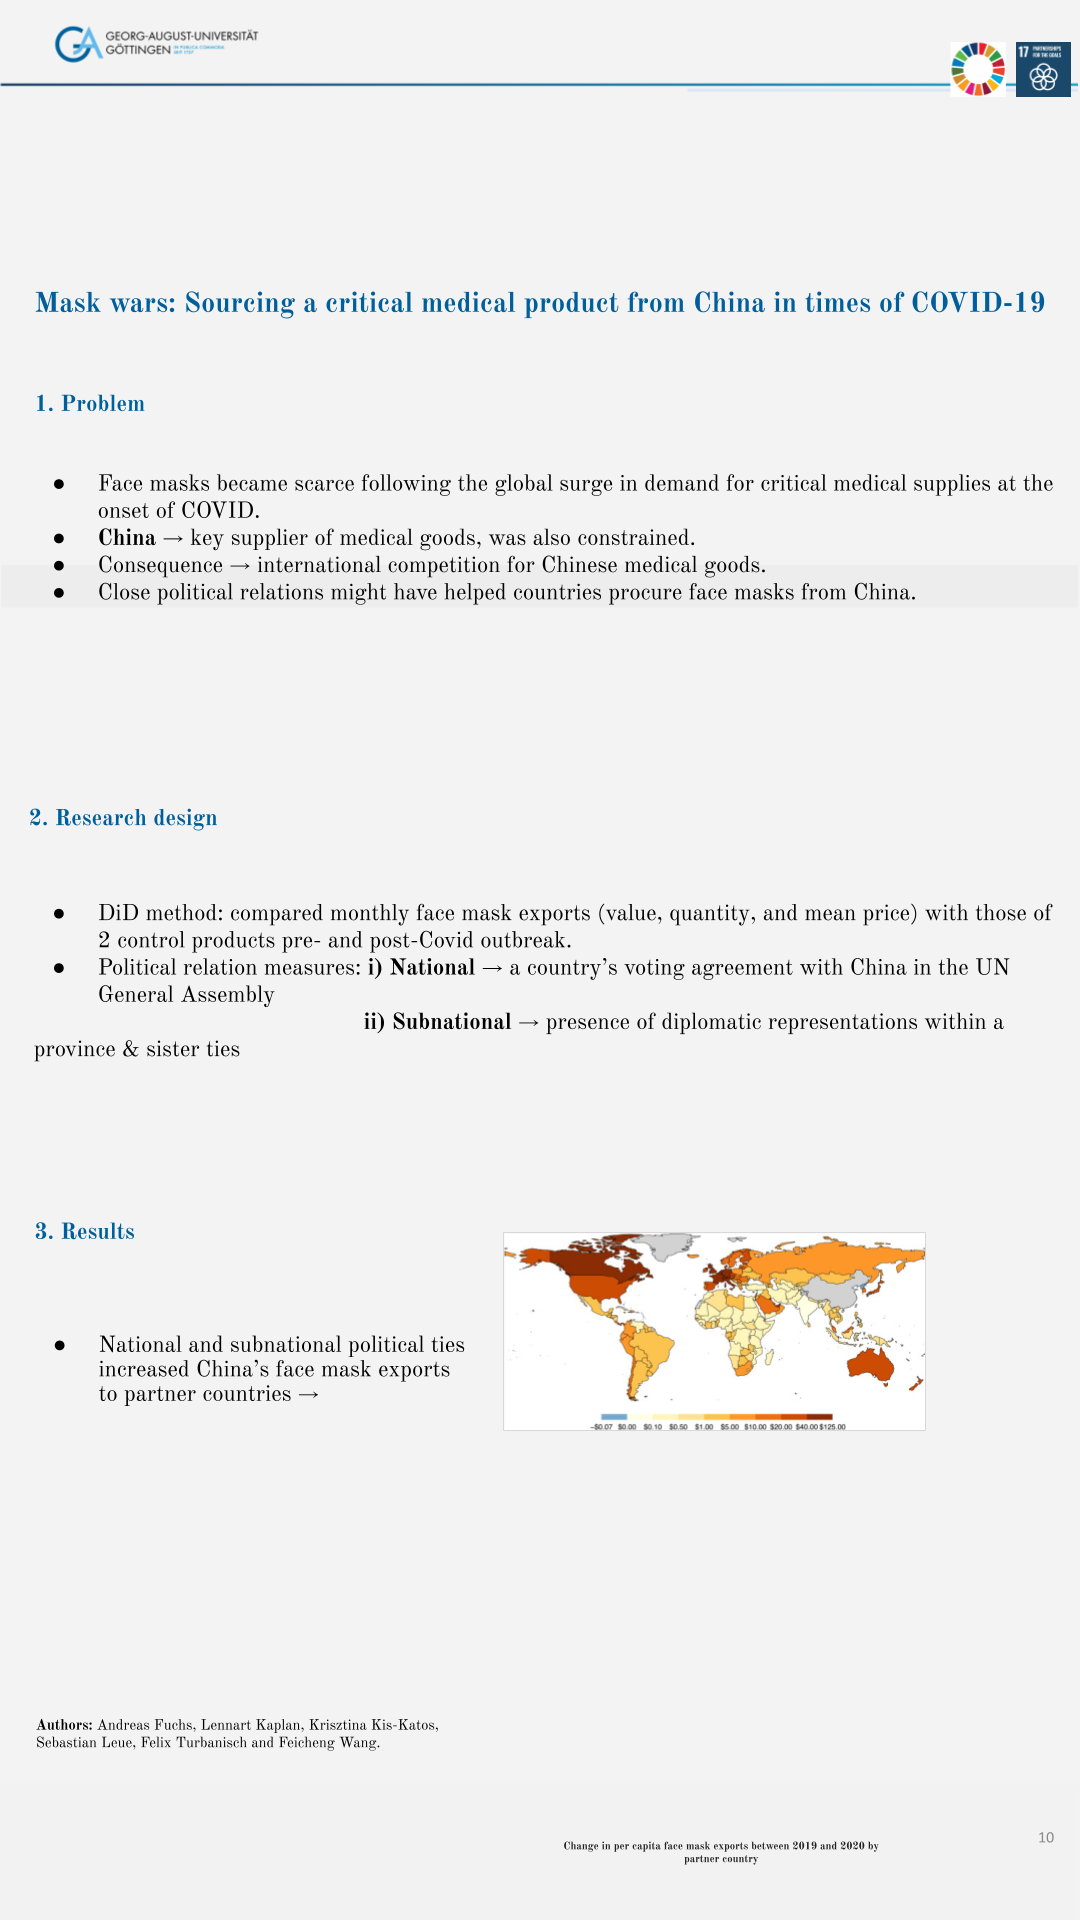 GEORG-AUGUST-UNIVERSITÄT
GÖTTINGEN IN PUBLICA COMMODA
SEIT 1737
17 PARTNERSHIPS
FOR THE GOALS
Mask wars: Sourcing a critical medical product from China in times of COVID-19
1. Problem
● Face masks became scarce following the global surge in demand for critical medical supplies at the
onset of COVID.
● China → key supplier of medical goods, was also constrained.
● Consequence → international competition for Chinese medical goods.
● Close political relations might have helped countries procure face masks from China.
2. Research design
● DiD method: compared monthly face mask exports (value, quantity, and mean price) with those of
2 control products pre- and post-Covid outbreak.
● Political relation measures: i) National → a country’s voting agreement with China in the UN
General Assembly
ii) Subnational → presence of diplomatic representations within a
province & sister ties
3. Results
● National and subnational political ties
increased China’s face mask exports
to partner countries →
−$0.07 $0.00 $0.10 $0.50 $1.00 $5.00 $10.00 $20.00 $40.00 $125.00
Authors: Andreas Fuchs, Lennart Kaplan, Krisztina Kis-Katos,
Sebastian Leue, Felix Turbanisch and Feicheng Wang.
Change in per capita face mask exports between 2019 and 2020 by
partner country
10